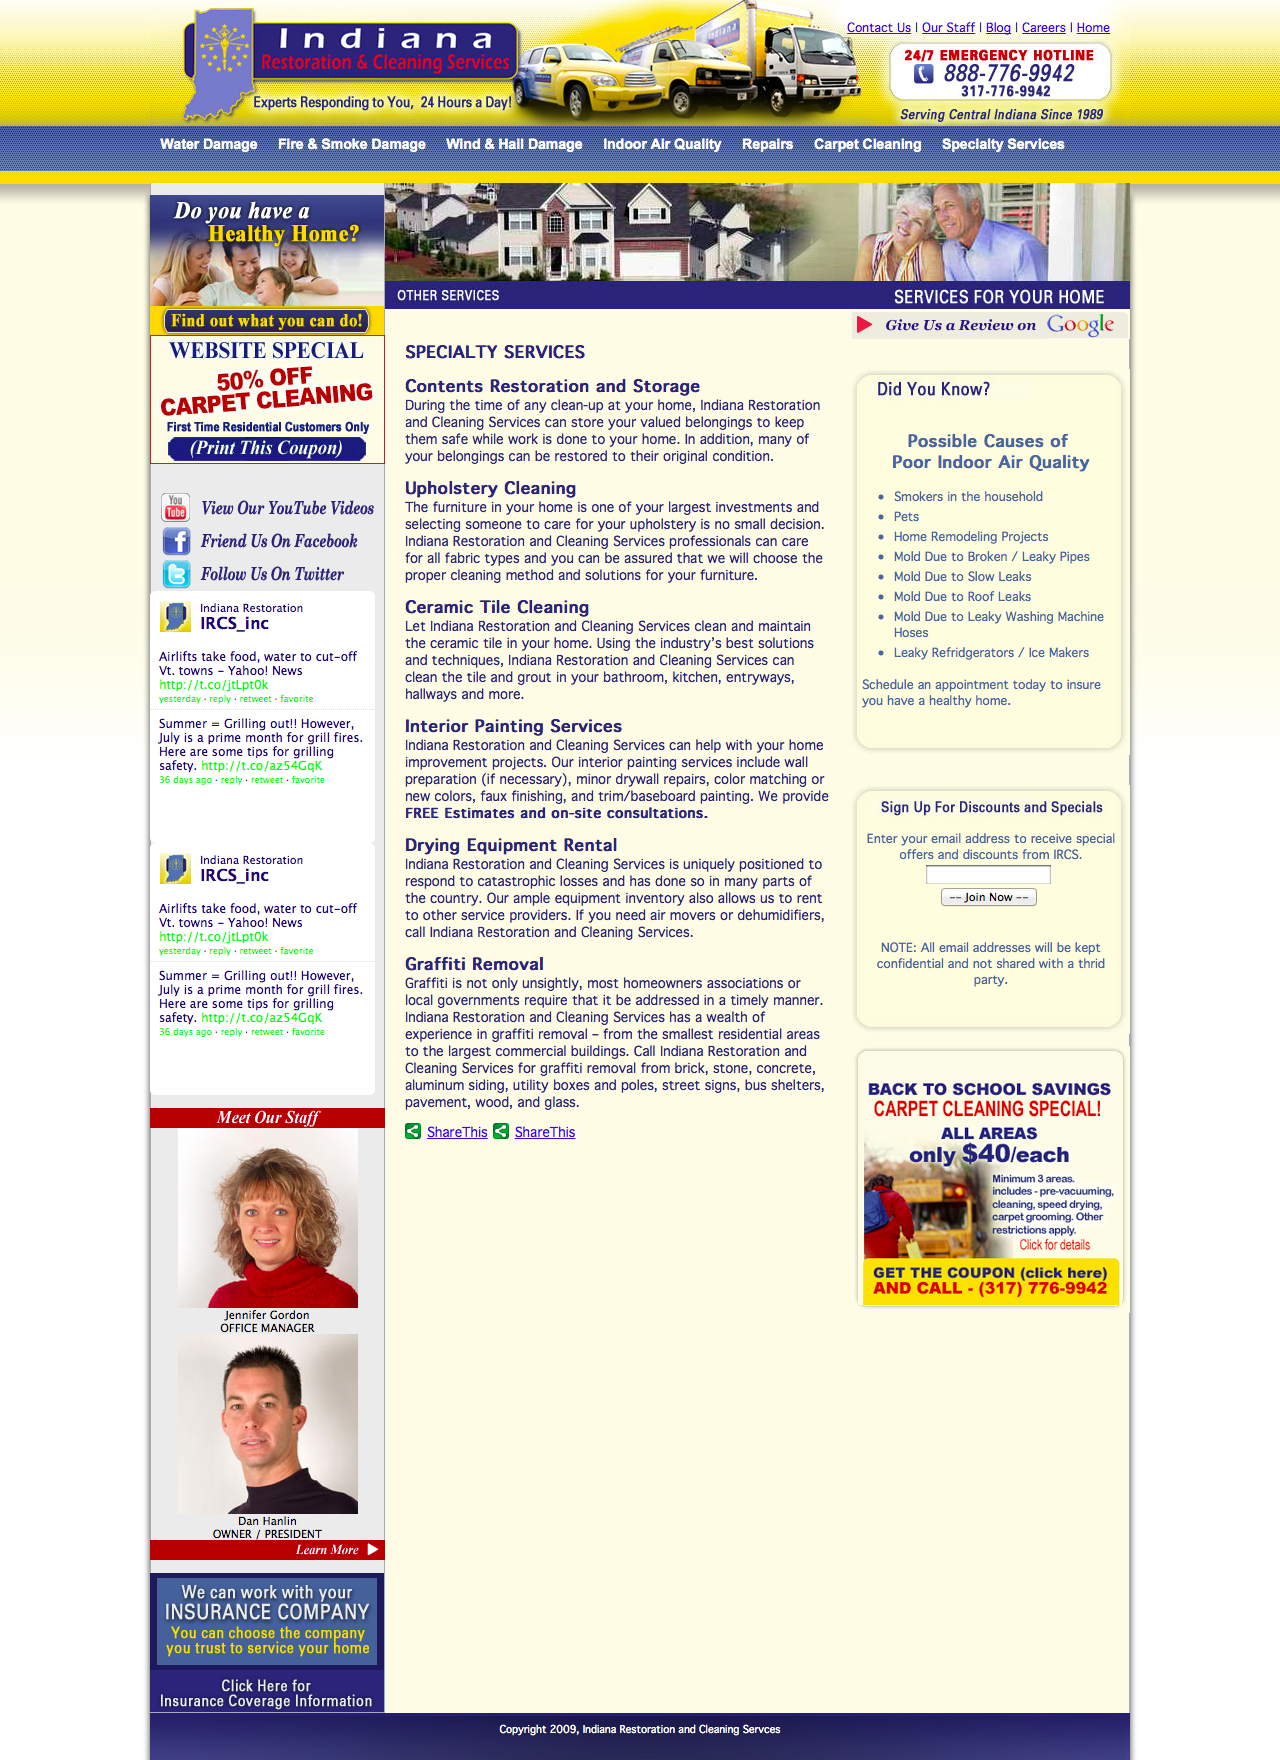 Contact Us | Our Staff | Blog | Careers | Home
Indiana
Restoration & Cleaning Services
Experts Responding to You, 24 Hours a Day!
24/7 EMERGENCY HOTLINE
888-776-9942
317-776-9942
Serving Central Indiana Since 1989
Water Damage Fire & Smoke Damage Wind & Hail Damage Indoor Air Quality Repairs Carpet Cleaning Specialty Services
Do you have a
Healthy Home?
Find out what you can do!
WEBSITE SPECIAL
50% OFF
CARPET CLEANING
First Time Residential Customers Only
(Print This Coupon)
View Our YouTube Videos
Friend Us On Facebook
Follow Us On Twitter
Indiana Restoration
IRCS_inc
Airlifts take food, water to cut-off
Vt. towns - Yahoo! News
http://t.co/jtLpt0k
yesterday · reply · retweet · favorite
Summer = Grilling out!! However,
July is a prime month for grill fires.
Here are some tips for grilling
safety. http://t.co/az54GqK
36 days ago · reply · retweet · favorite
Indiana Restoration
IRCS_inc
Airlifts take food, water to cut-off
Vt. towns - Yahoo! News
http://t.co/jtLpt0k
yesterday · reply · retweet · favorite
Summer = Grilling out!! However,
July is a prime month for grill fires.
Here are some tips for grilling
safety. http://t.co/az54GqK
36 days ago · reply · retweet · favorite
Meet Our Staff
Jennifer Gordon
OFFICE MANAGER
Dan Hanlin
OWNER / PRESIDENT
Learn More
We can work with your
INSURANCE COMPANY
You can choose the company
you trust to service your home
Click Here for
Insurance Coverage Information
OTHER SERVICES
SERVICES FOR YOUR HOME
SPECIALTY SERVICES
Contents Restoration and Storage
During the time of any clean-up at your home, Indiana Restoration
and Cleaning Services can store your valued belongings to keep
them safe while work is done to your home. In addition, many of
your belongings can be restored to their original condition.
Upholstery Cleaning
The furniture in your home is one of your largest investments and
selecting someone to care for your upholstery is no small decision.
Indiana Restoration and Cleaning Services professionals can care
for all fabric types and you can be assured that we will choose the
proper cleaning method and solutions for your furniture.
Ceramic Tile Cleaning
Let Indiana Restoration and Cleaning Services clean and maintain
the ceramic tile in your home. Using the industry's best solutions
and techniques, Indiana Restoration and Cleaning Services can
clean the tile and grout in your bathroom, kitchen, entryways,
hallways and more.
Interior Painting Services
Indiana Restoration and Cleaning Services can help with your home
improvement projects. Our interior painting services include wall
preparation (if necessary), minor drywall repairs, color matching or
new colors, faux finishing, and trim/baseboard painting. We provide
FREE Estimates and on-site consultations.
Drying Equipment Rental
Indiana Restoration and Cleaning Services is uniquely positioned to
respond to catastrophic losses and has done so in many parts of
the country. Our ample equipment inventory also allows us to rent
to other service providers. If you need air movers or dehumidifiers,
call Indiana Restoration and Cleaning Services.
Graffiti Removal
Graffiti is not only unsightly, most homeowners associations or
local governments require that it be addressed in a timely manner.
Indiana Restoration and Cleaning Services has a wealth of
experience in graffiti removal – from the smallest residential areas
to the largest commercial buildings. Call Indiana Restoration and
Cleaning Services for graffiti removal from brick, stone, concrete,
aluminum siding, utility boxes and poles, street signs, bus shelters,
pavement, wood, and glass.
ShareThis ShareThis
Give Us a Review on Google
Did You Know?
Possible Causes of
Poor Indoor Air Quality
Smokers in the household
Pets
Home Remodeling Projects
Mold Due to Broken / Leaky Pipes
Mold Due to Slow Leaks
Mold Due to Roof Leaks
Mold Due to Leaky Washing Machine
Hoses
Leaky Refridgerators / Ice Makers
Schedule an appointment today to insure
you have a healthy home.
Sign Up For Discounts and Specials
Enter your email address to receive special
offers and discounts from IRCS.
-- Join Now --
NOTE: All email addresses will be kept
confidential and not shared with a thrid
party.
BACK TO SCHOOL SAVINGS
CARPET CLEANING SPECIAL!
ALL AREAS
only $40/each
Minimum 3 areas.
includes - pre-vacuuming,
cleaning, speed drying,
carpet grooming. Other
restrictions apply.
Click for details
GET THE COUPON (click here)
AND CALL - (317) 776-9942
Copyright 2009, Indiana Restoration and Cleaning Servces